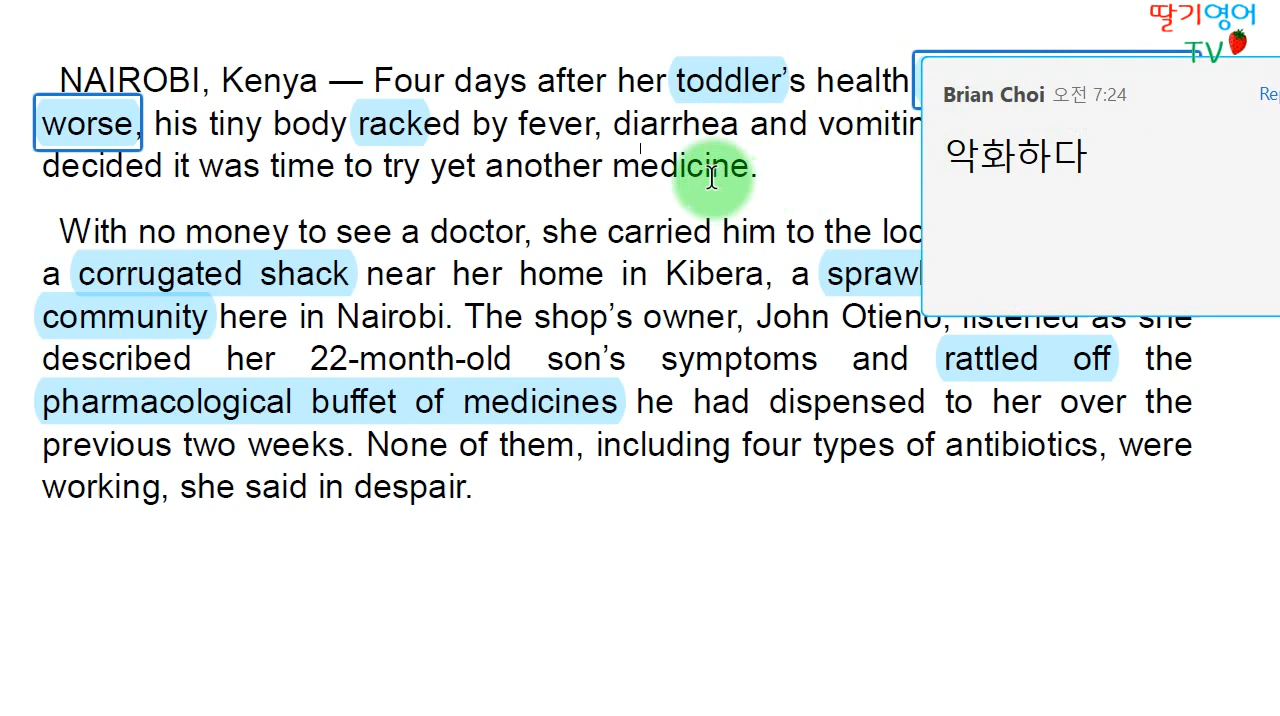 딸기영어
TV
NAIROBI, Kenya — Four days after her toddler’s health
worse, his tiny body racked by fever, diarrhea and
decided it was time to try yet another medicine.
With no money to see a doctor, she carried him to the
a corrugated shack near her home in Kibera, a
community here in Nairobi. The shop’s owner, John Otieno, listened as she
described her 22-month-old son’s symptoms and rattled off the
pharmacological buffet of medicines he had dispensed to her over the
previous two weeks. None of them, including four types of antibiotics, were
working, she said in despair.
Brian Choi 오전 7:24
악화하다